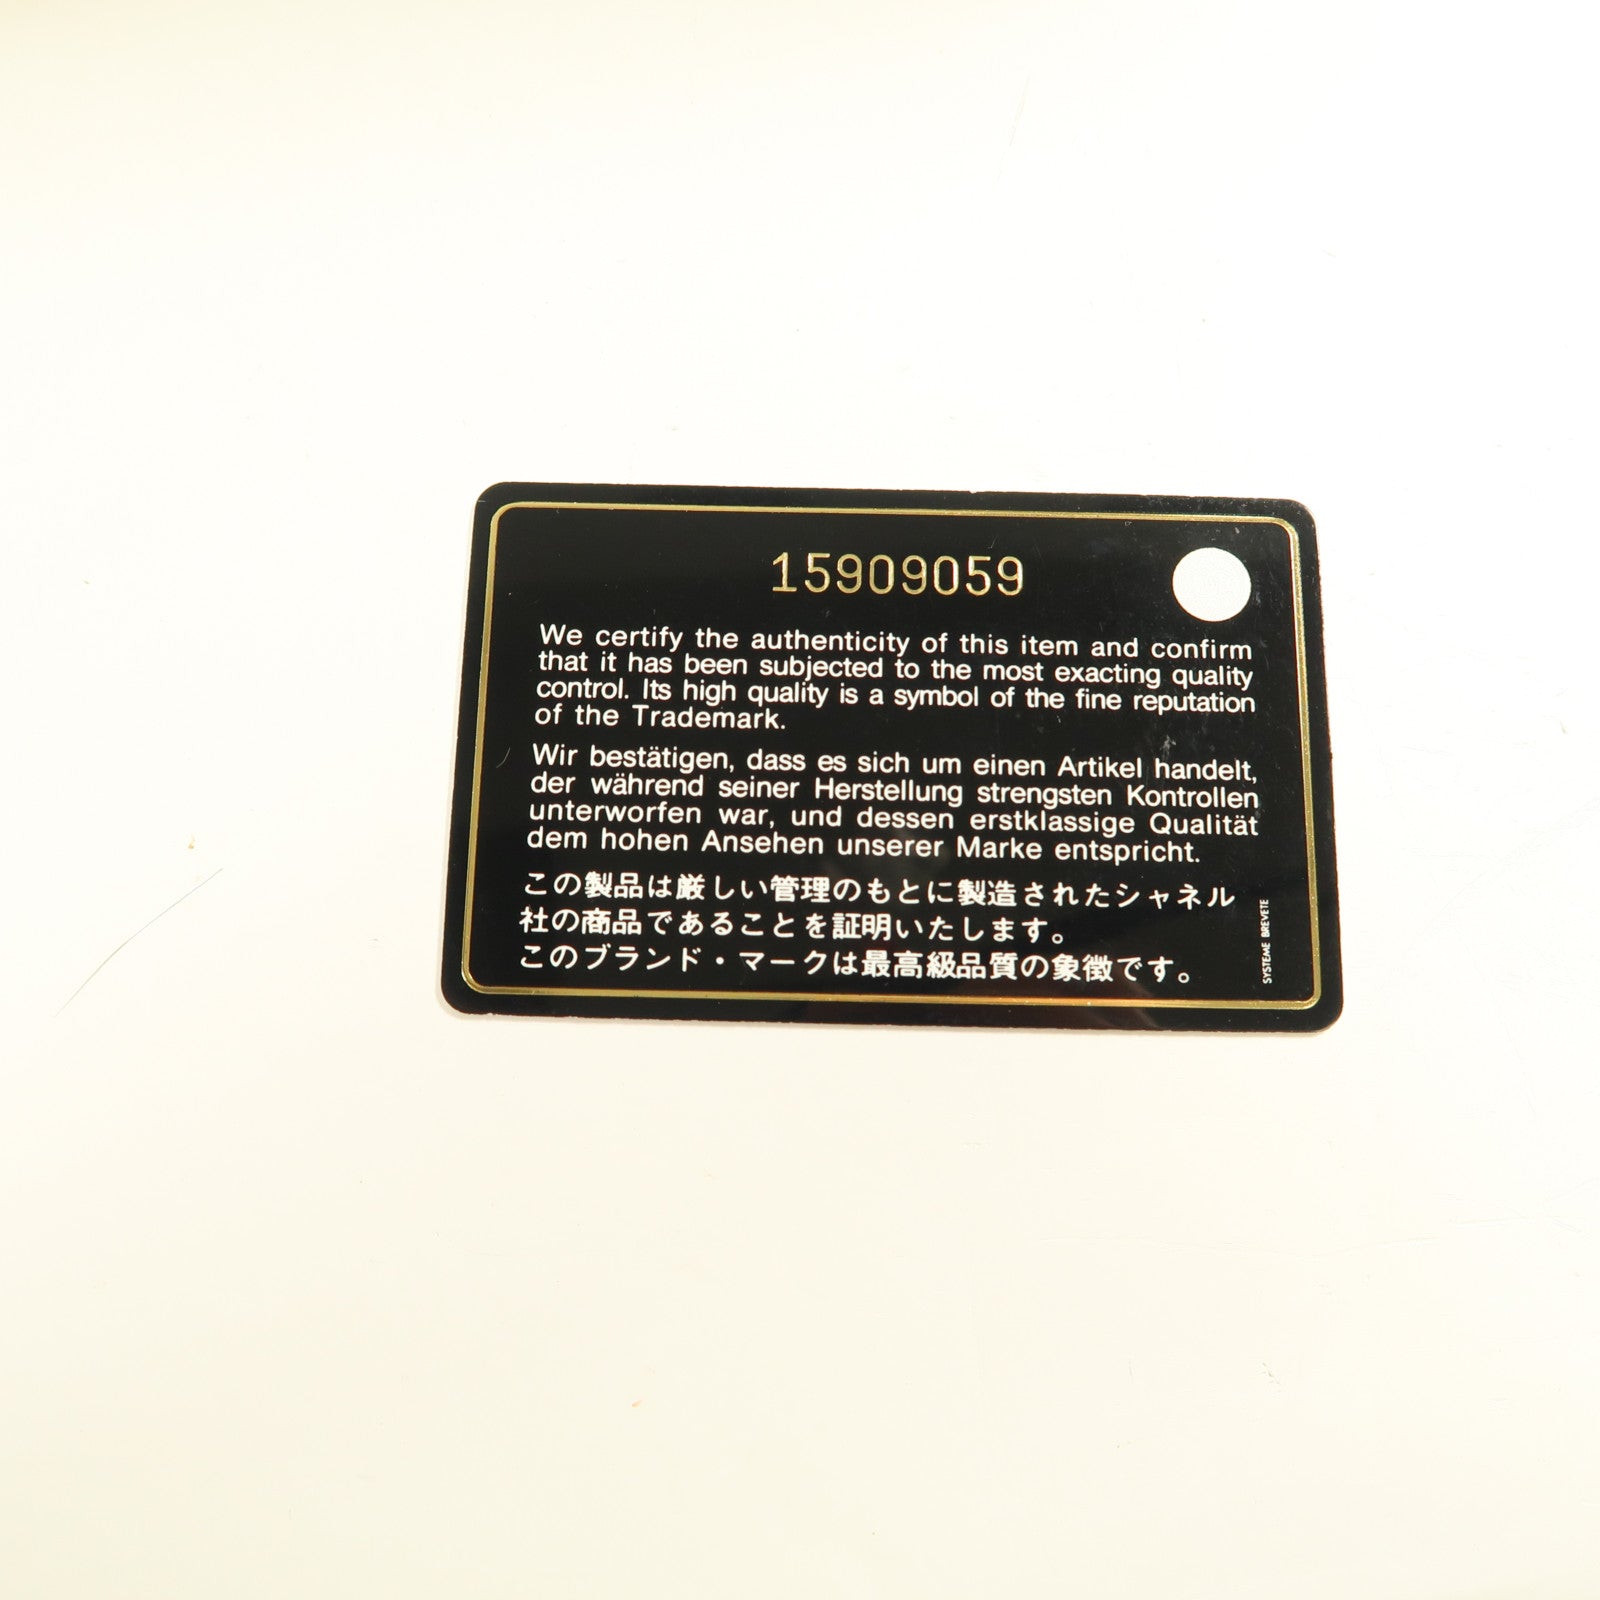 15909059
We certify the authenticity of this item and confirm
that it has been subjected to the most exacting quality
control. Its high quality is a symbol of the fine reputation
of the Trademark.
Wir bestätigen, dass es sich um einen Artikel handelt,
der während seiner Herstellung strengsten Kontrollen
unterworfen war, und dessen erstklassige Qualität
dem hohen Ansehen unserer Marke entspricht.
この製品は厳しい管理のもとに製造されたシャネル
社の商品であることを証明いたします。
このブランド・マークは最高級品質の象徴です。
SYSTEME BREVETE